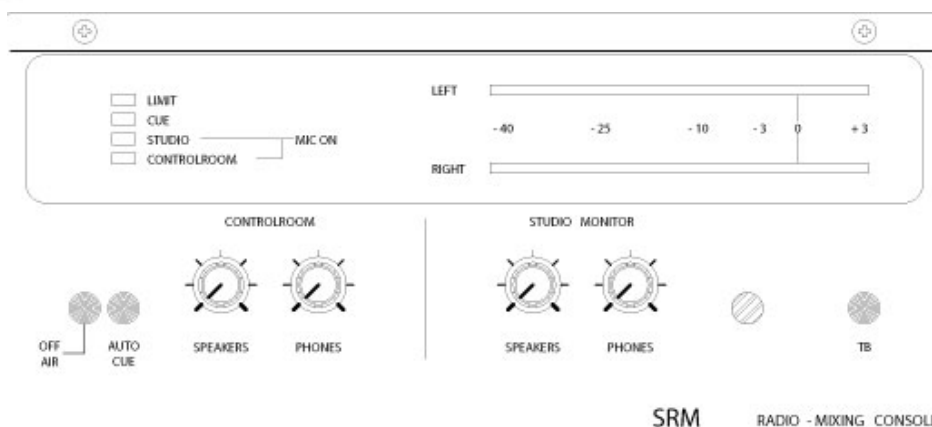 LIMIT
CUE
STUDIO
CONTROLROOM
MIC ON
LEFT
- 40 - 25 - 10 - 3 0 + 3
RIGHT
CONTROLROOM
STUDIO MONITOR
OFF
AIR
AUTO
CUE
SPEAKERS
PHONES
SPEAKERS
PHONES
TB
SRM RADIO - MIXING CONSOL